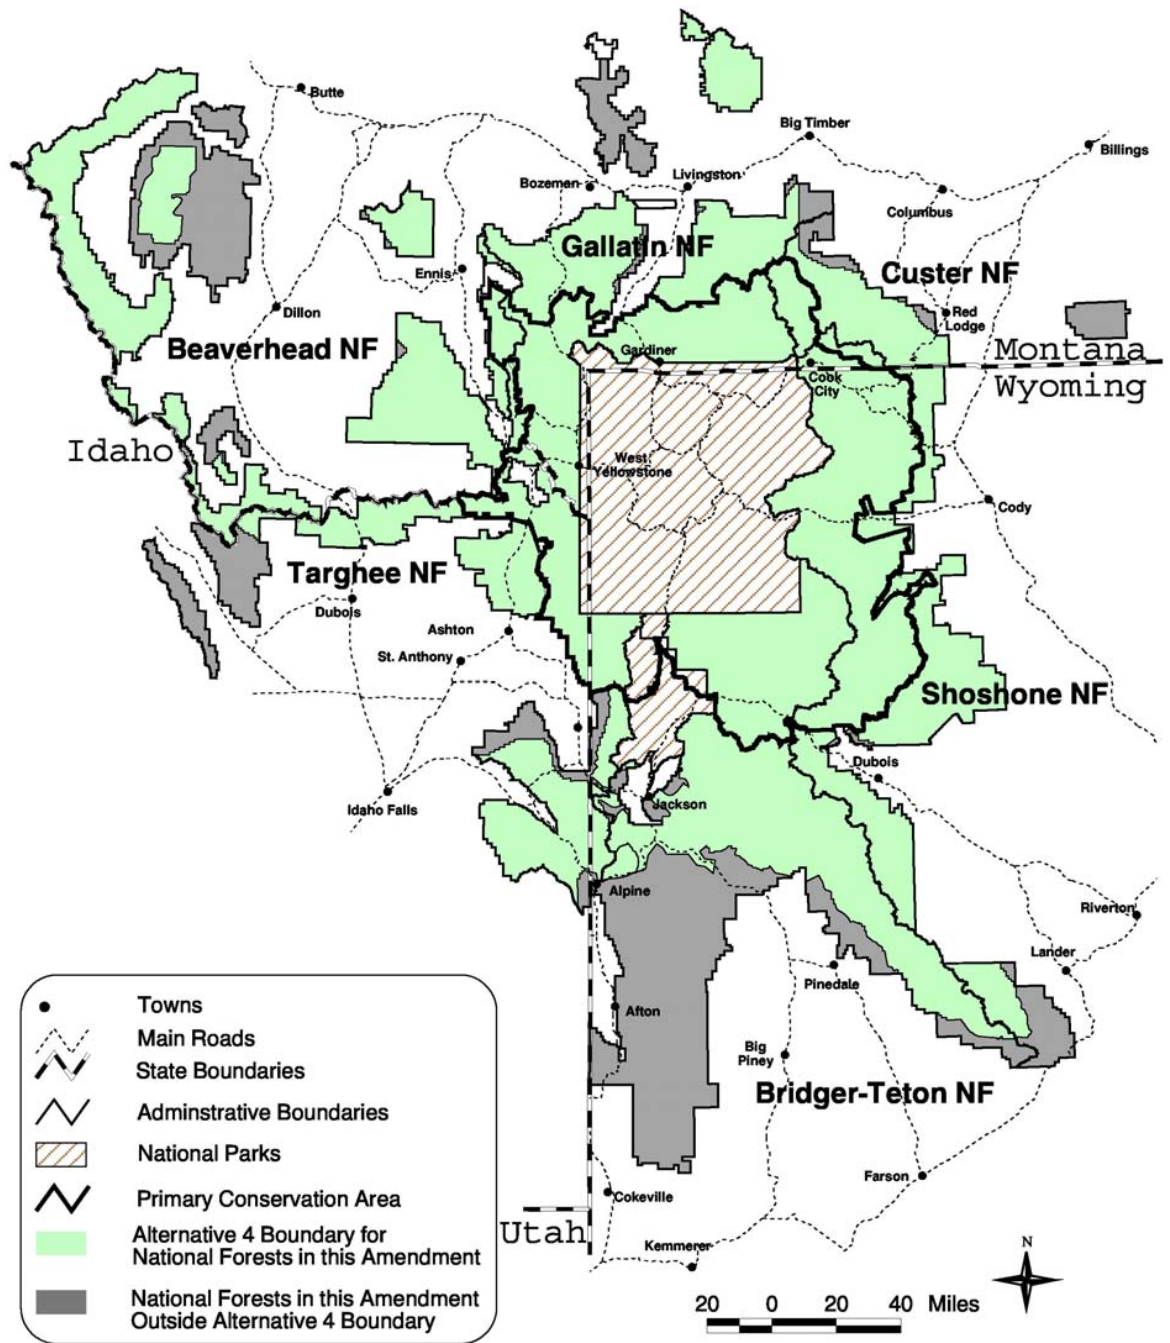 Butte
Big Timber
Billings
Bozeman
Livingston
Columbus
Gallatin NF
Custer NF
Ennis
Dillon
Red
Lodge
Beaverhead NF
Gardiner
Montana
Cook
City
Wyoming
Idaho
West
Yellowstone
Cody
Targhee NF
Dubois
Ashton
St. Anthony
Shoshone NF
Dubois
Idaho Falls
Jackson
Alpine
Riverton
Lander
Pinedale
Afton
Big
Piney
Bridger-Teton NF
Farson
Cokeville
Utah
Kemmerer
N
20 0 20 40 Miles
Towns
Main Roads
State Boundaries
Adminstrative Boundaries
National Parks
Primary Conservation Area
Alternative 4 Boundary for
National Forests in this Amendment
National Forests in this Amendment
Outside Alternative 4 Boundary